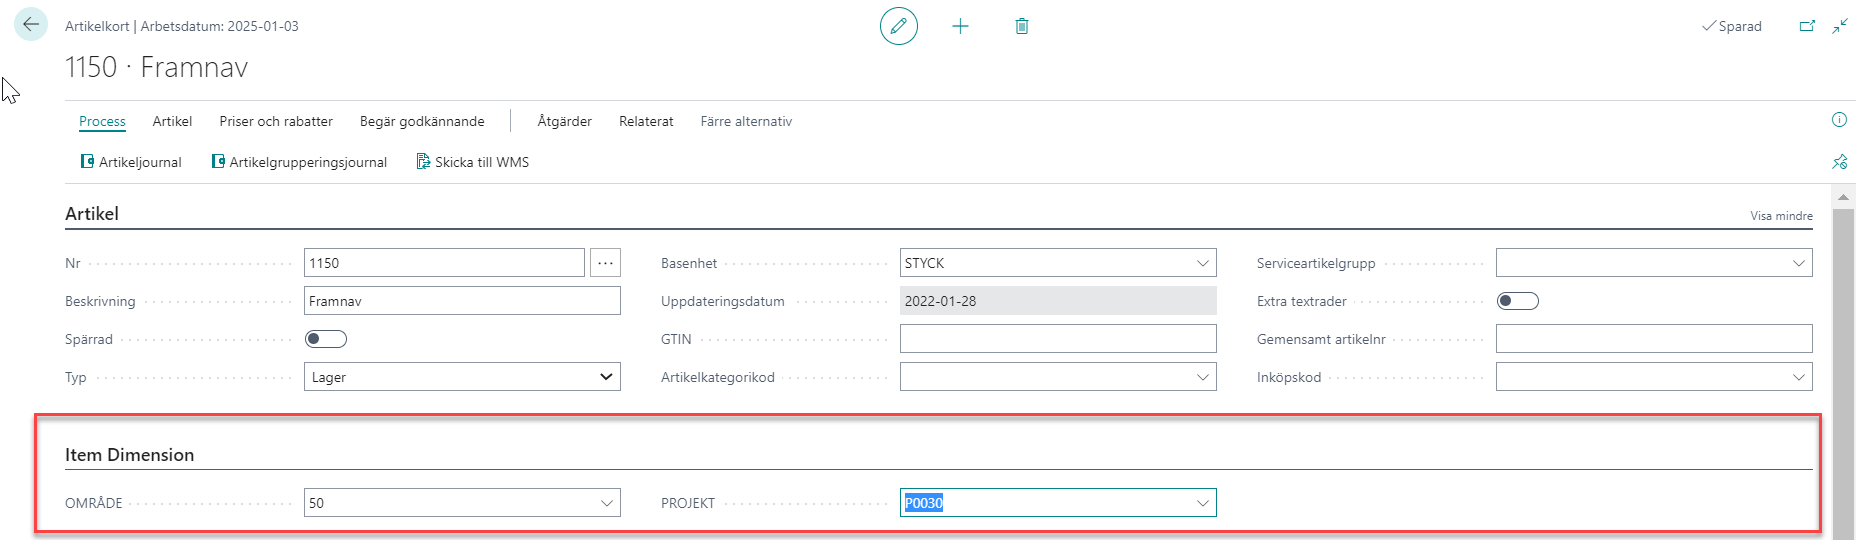 Artikelkort | Arbetsdatum: 2025-01-03
Sparad
1150 · Framnav
Process Artikel Priser och rabatter Begär godkännande Åtgärder Relaterat Färre alternativ
Artikeljournal Artikelgrupperingsjournal Skicka till WMS
Artikel Visa mindre
Nr 1150 ... Basenhet STYCK Serviceartikelgrupp
Beskrivning Framnav Uppdateringsdatum 2022-01-28 Extra textrader
Spärrad GTIN Gemensamt artikelnr
Typ Lager Artikelkategorikod Inköpskod
Item Dimension
OMRÅDE 50 PROJEKT P0030